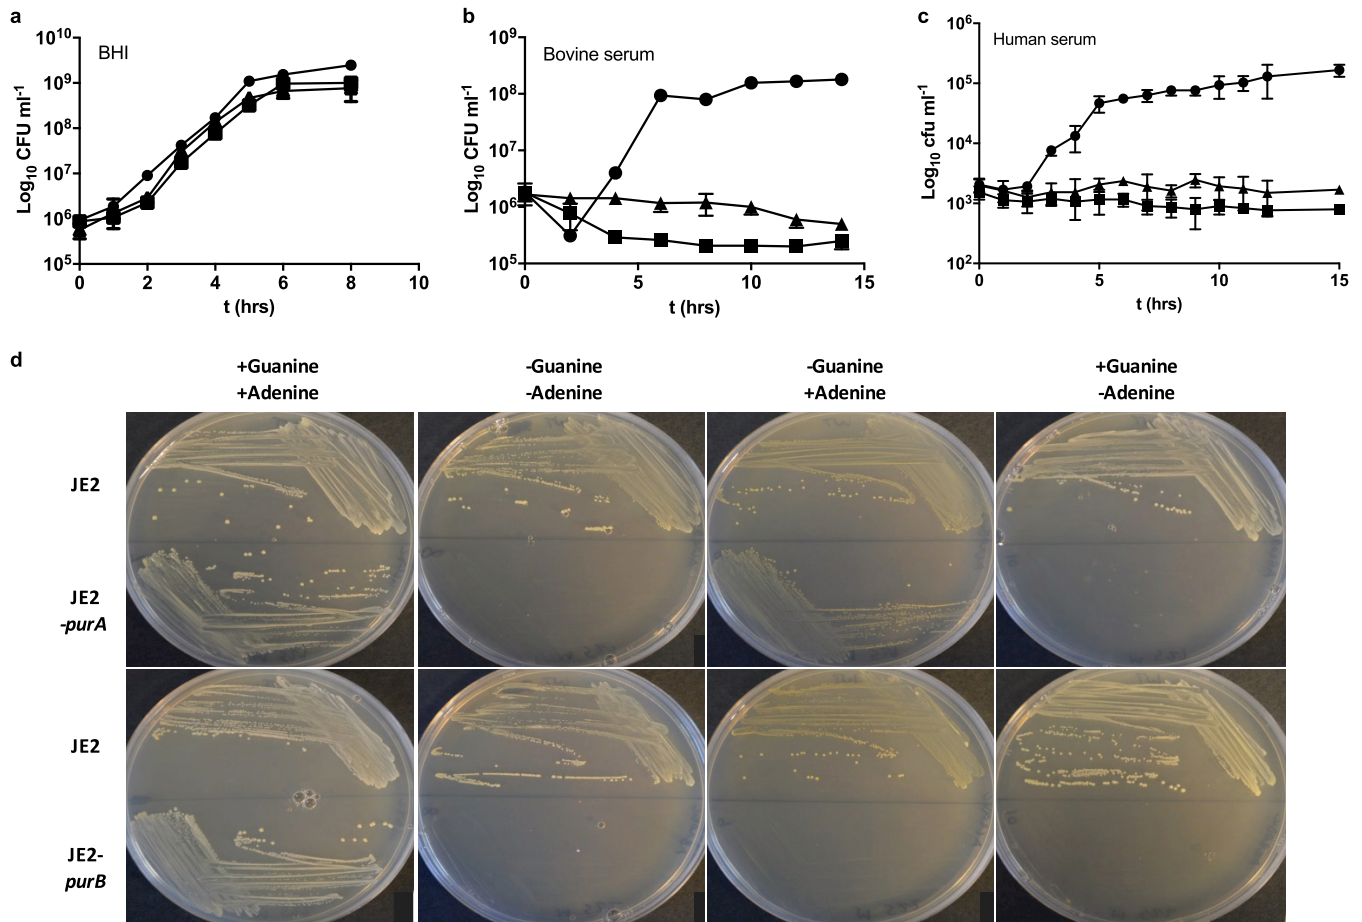 a
BHI
Log10 CFU ml-1
10^10
10^9
10^8
10^7
10^6
10^5
0 2 4 6 8 10
t (hrs)
b
Bovine serum
Log10 CFU ml-1
10^9
10^8
10^7
10^6
10^5
0 5 10 15
t (hrs)
c
Human serum
Log10 cfu ml-1
10^6
10^5
10^4
10^3
10^2
0 5 10 15
t (hrs)
d
+Guanine
+Adenine
-Guanine
-Adenine
-Guanine
+Adenine
+Guanine
-Adenine
JE2
JE2
-purA
JE2
JE2-
purB